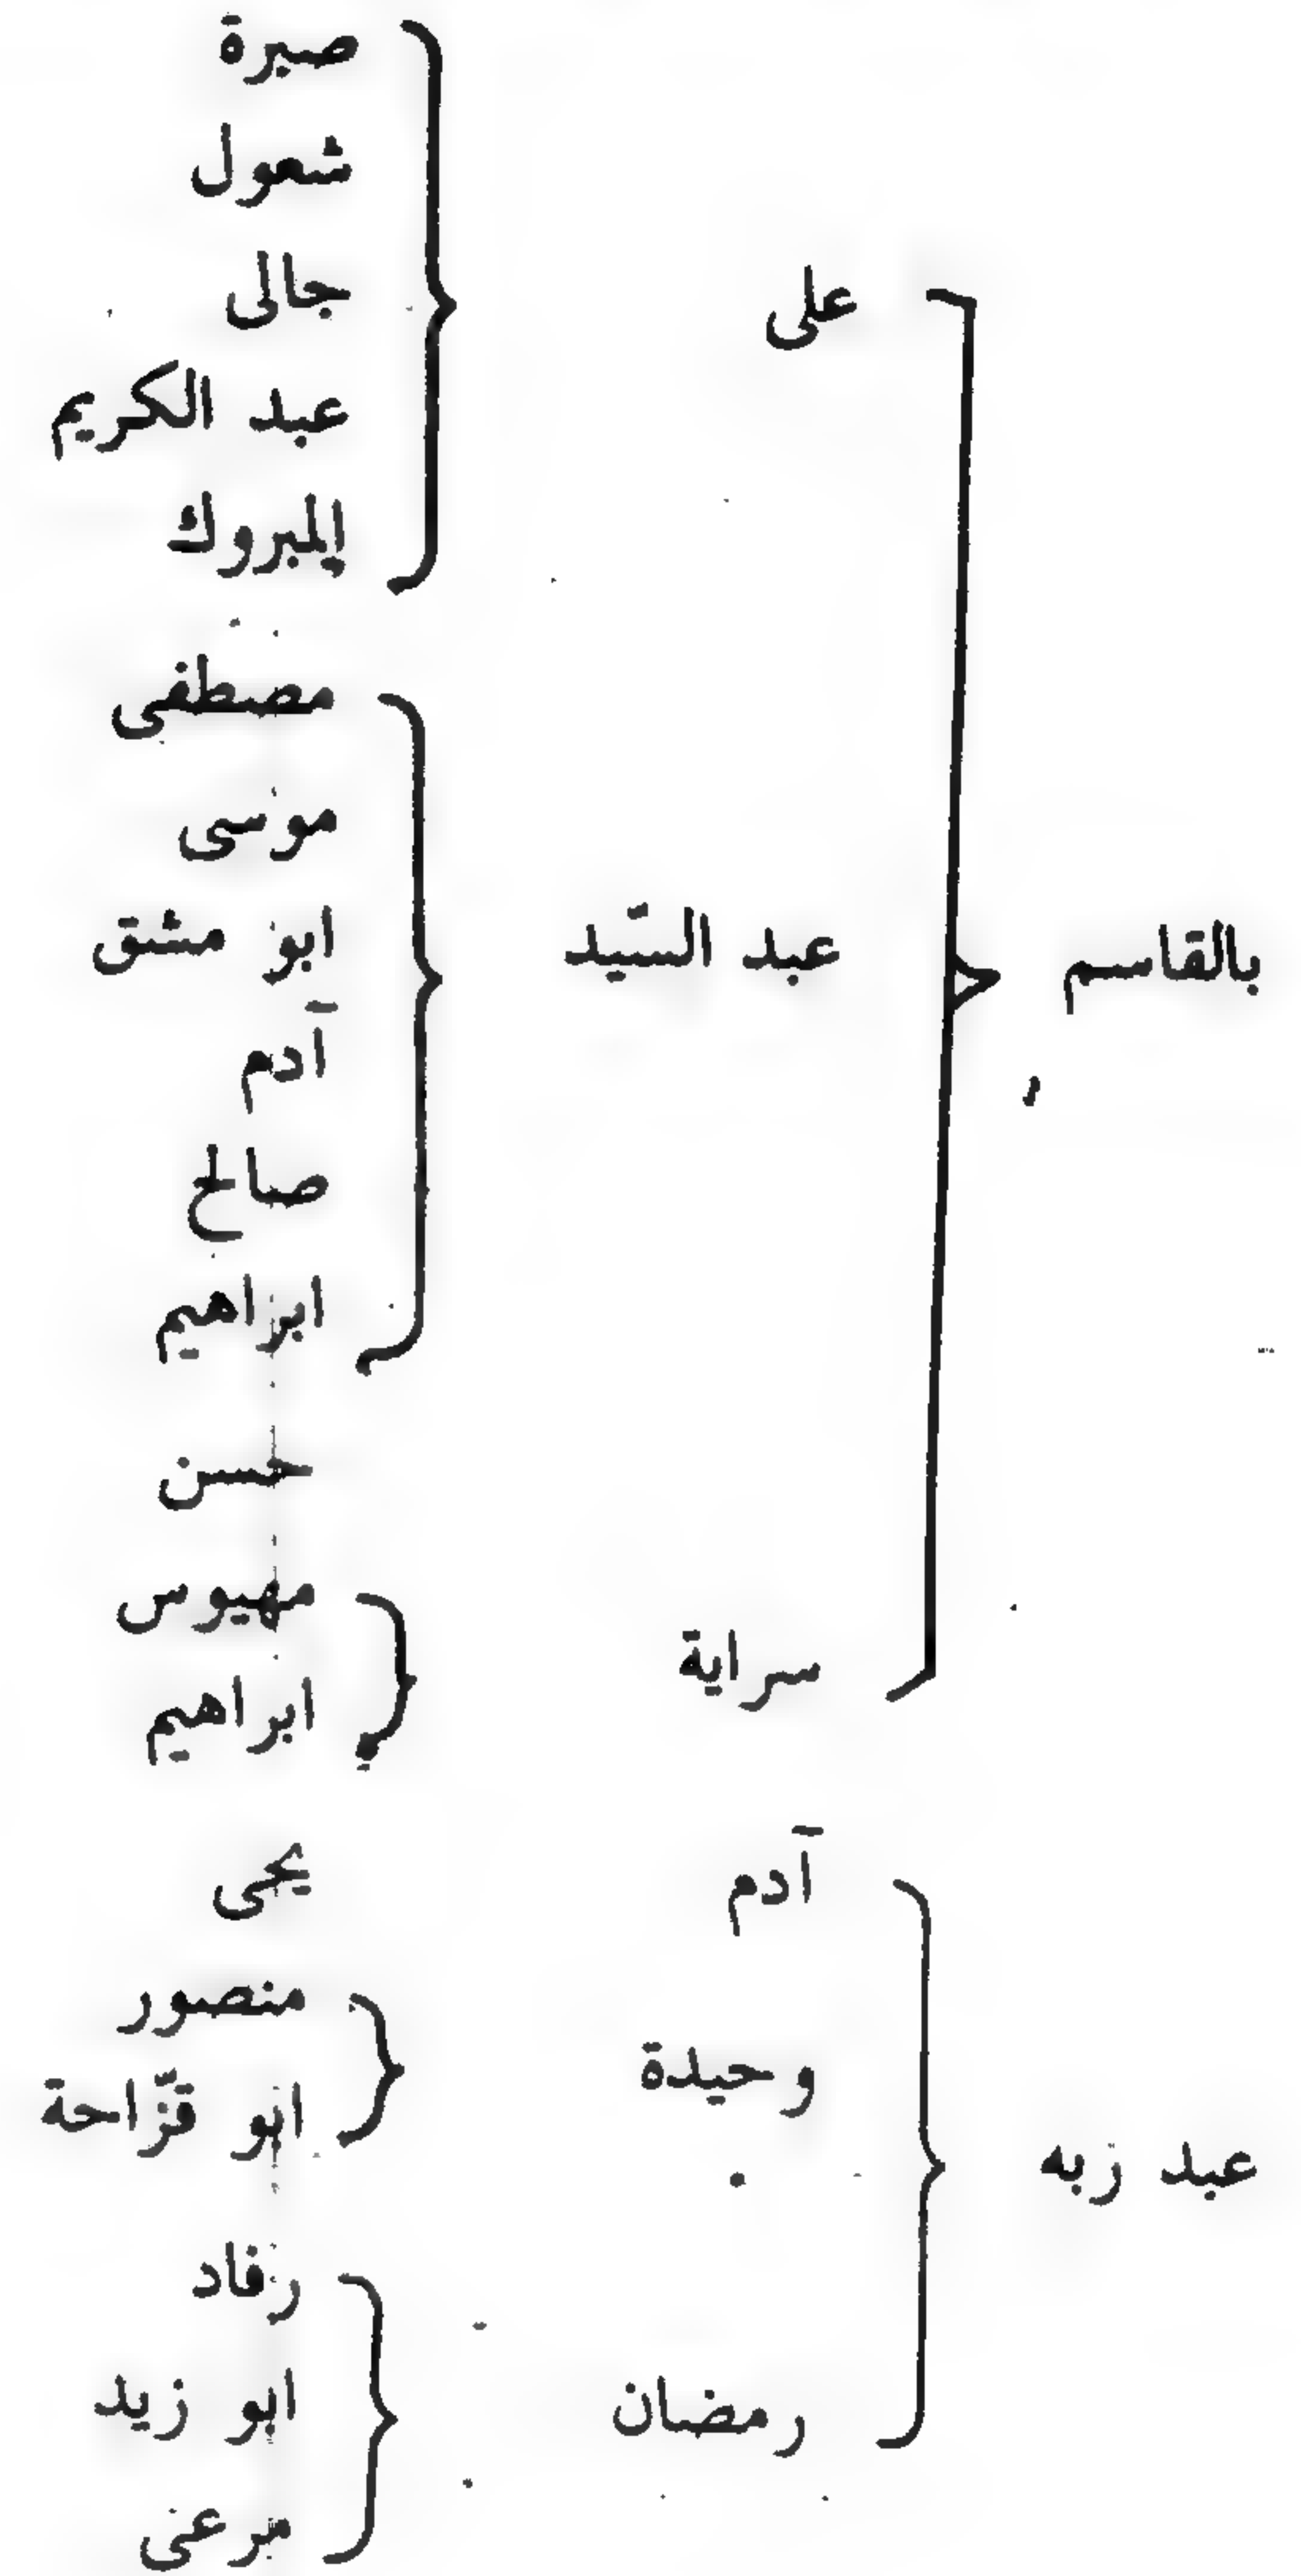 صبرة
شعول
جالى
على
عبد الكريم
المبروك
مصطفى
موسى
بالقاسم
عبد السّيد
ابو مشق
آدم
صالح
ابراهيم
حسن
مهيوس
سراية
ابراهيم
آدم
يحى
منصور
وحيدة
ابو قزّاحة
عبد ربه
رفاد
رمضان
ابو زيد
مرعى